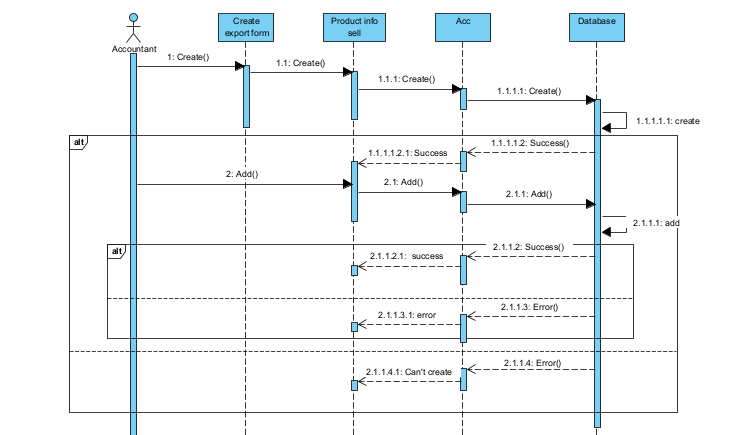 Create
export form
Product info
sell
Acc
Database
Accountant
1: Create()
1.1: Create()
1.1.1: Create()
1.1.1.1: Create()
1.1.1.1.1: create
alt
1.1.1.1.2: Success()
1.1.1.1.2.1: Success
2: Add()
2.1: Add()
2.1.1: Add()
2.1.1.1: add
alt
2.1.1.2: Success()
2.1.1.2.1: success
2.1.1.3: Error()
2.1.1.3.1: error
2.1.1.4: Error()
2.1.1.4.1: Can't create